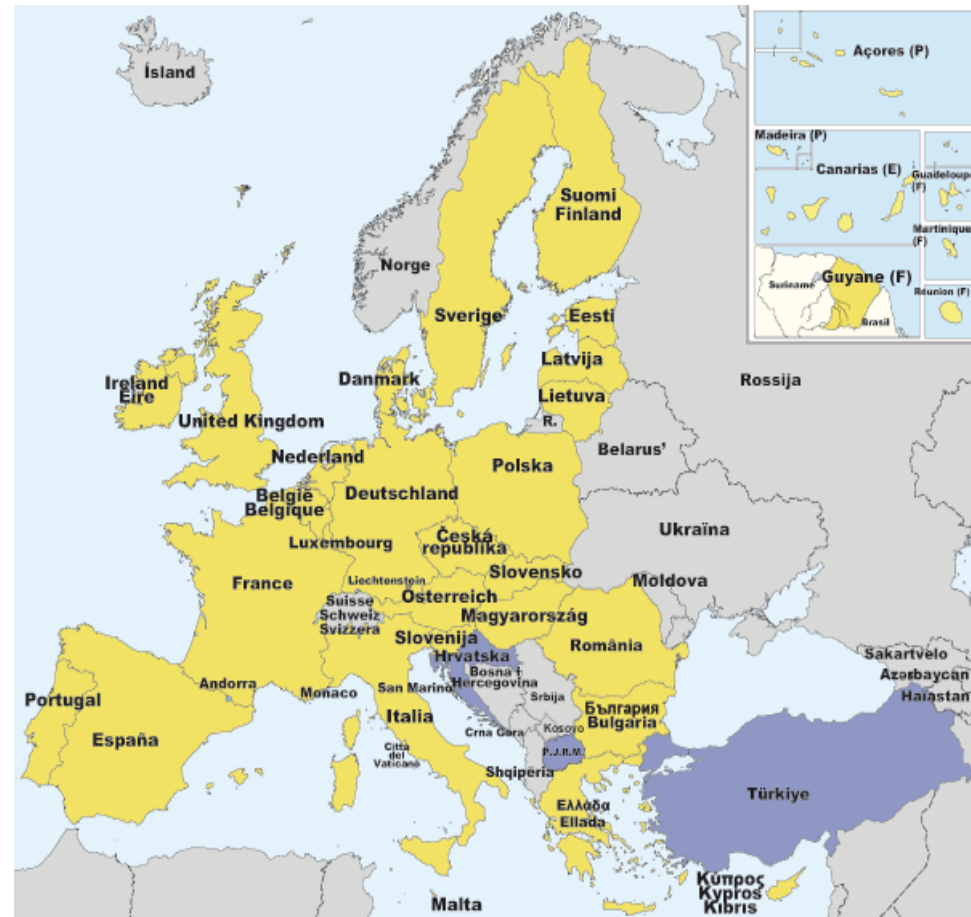 Ísland
Norge
Suomi
Finland
Sverige
Eesti
Latvija
Lietuva
R.
Danmark
Ireland
Eire
United Kingdom
Nederland
België
Belgique
Luxembourg
Deutschland
Polska
Česká
republika
Slovensko
Belarus'
Rossija
Ukraïna
Moldova
France
Liechtenstein
Österreich
Suisse
Schweiz
Svizzera
Magyarország
Slovenija
Hrvatska
Bosna i
Hercegovina
România
Srbija
Kosovo
Crna Gora
P.J.R.M.
Shqipëria
България
Bulgaria
Portugal
España
Andorra
Monaco
San Marino
Italia
Città
del
Vaticano
Ελλάδα
Ellada
Malta
Κύπρος
Kypros
Kibris
Türkiye
Sakartvelo
Azərbaycan
Haiastan
Açores (P)
Madeira (P)
Canarias (E)
Guadeloupe
(F)
Martinique
(F)
Guyane (F)
Suriname
Brasil
Réunion (F)